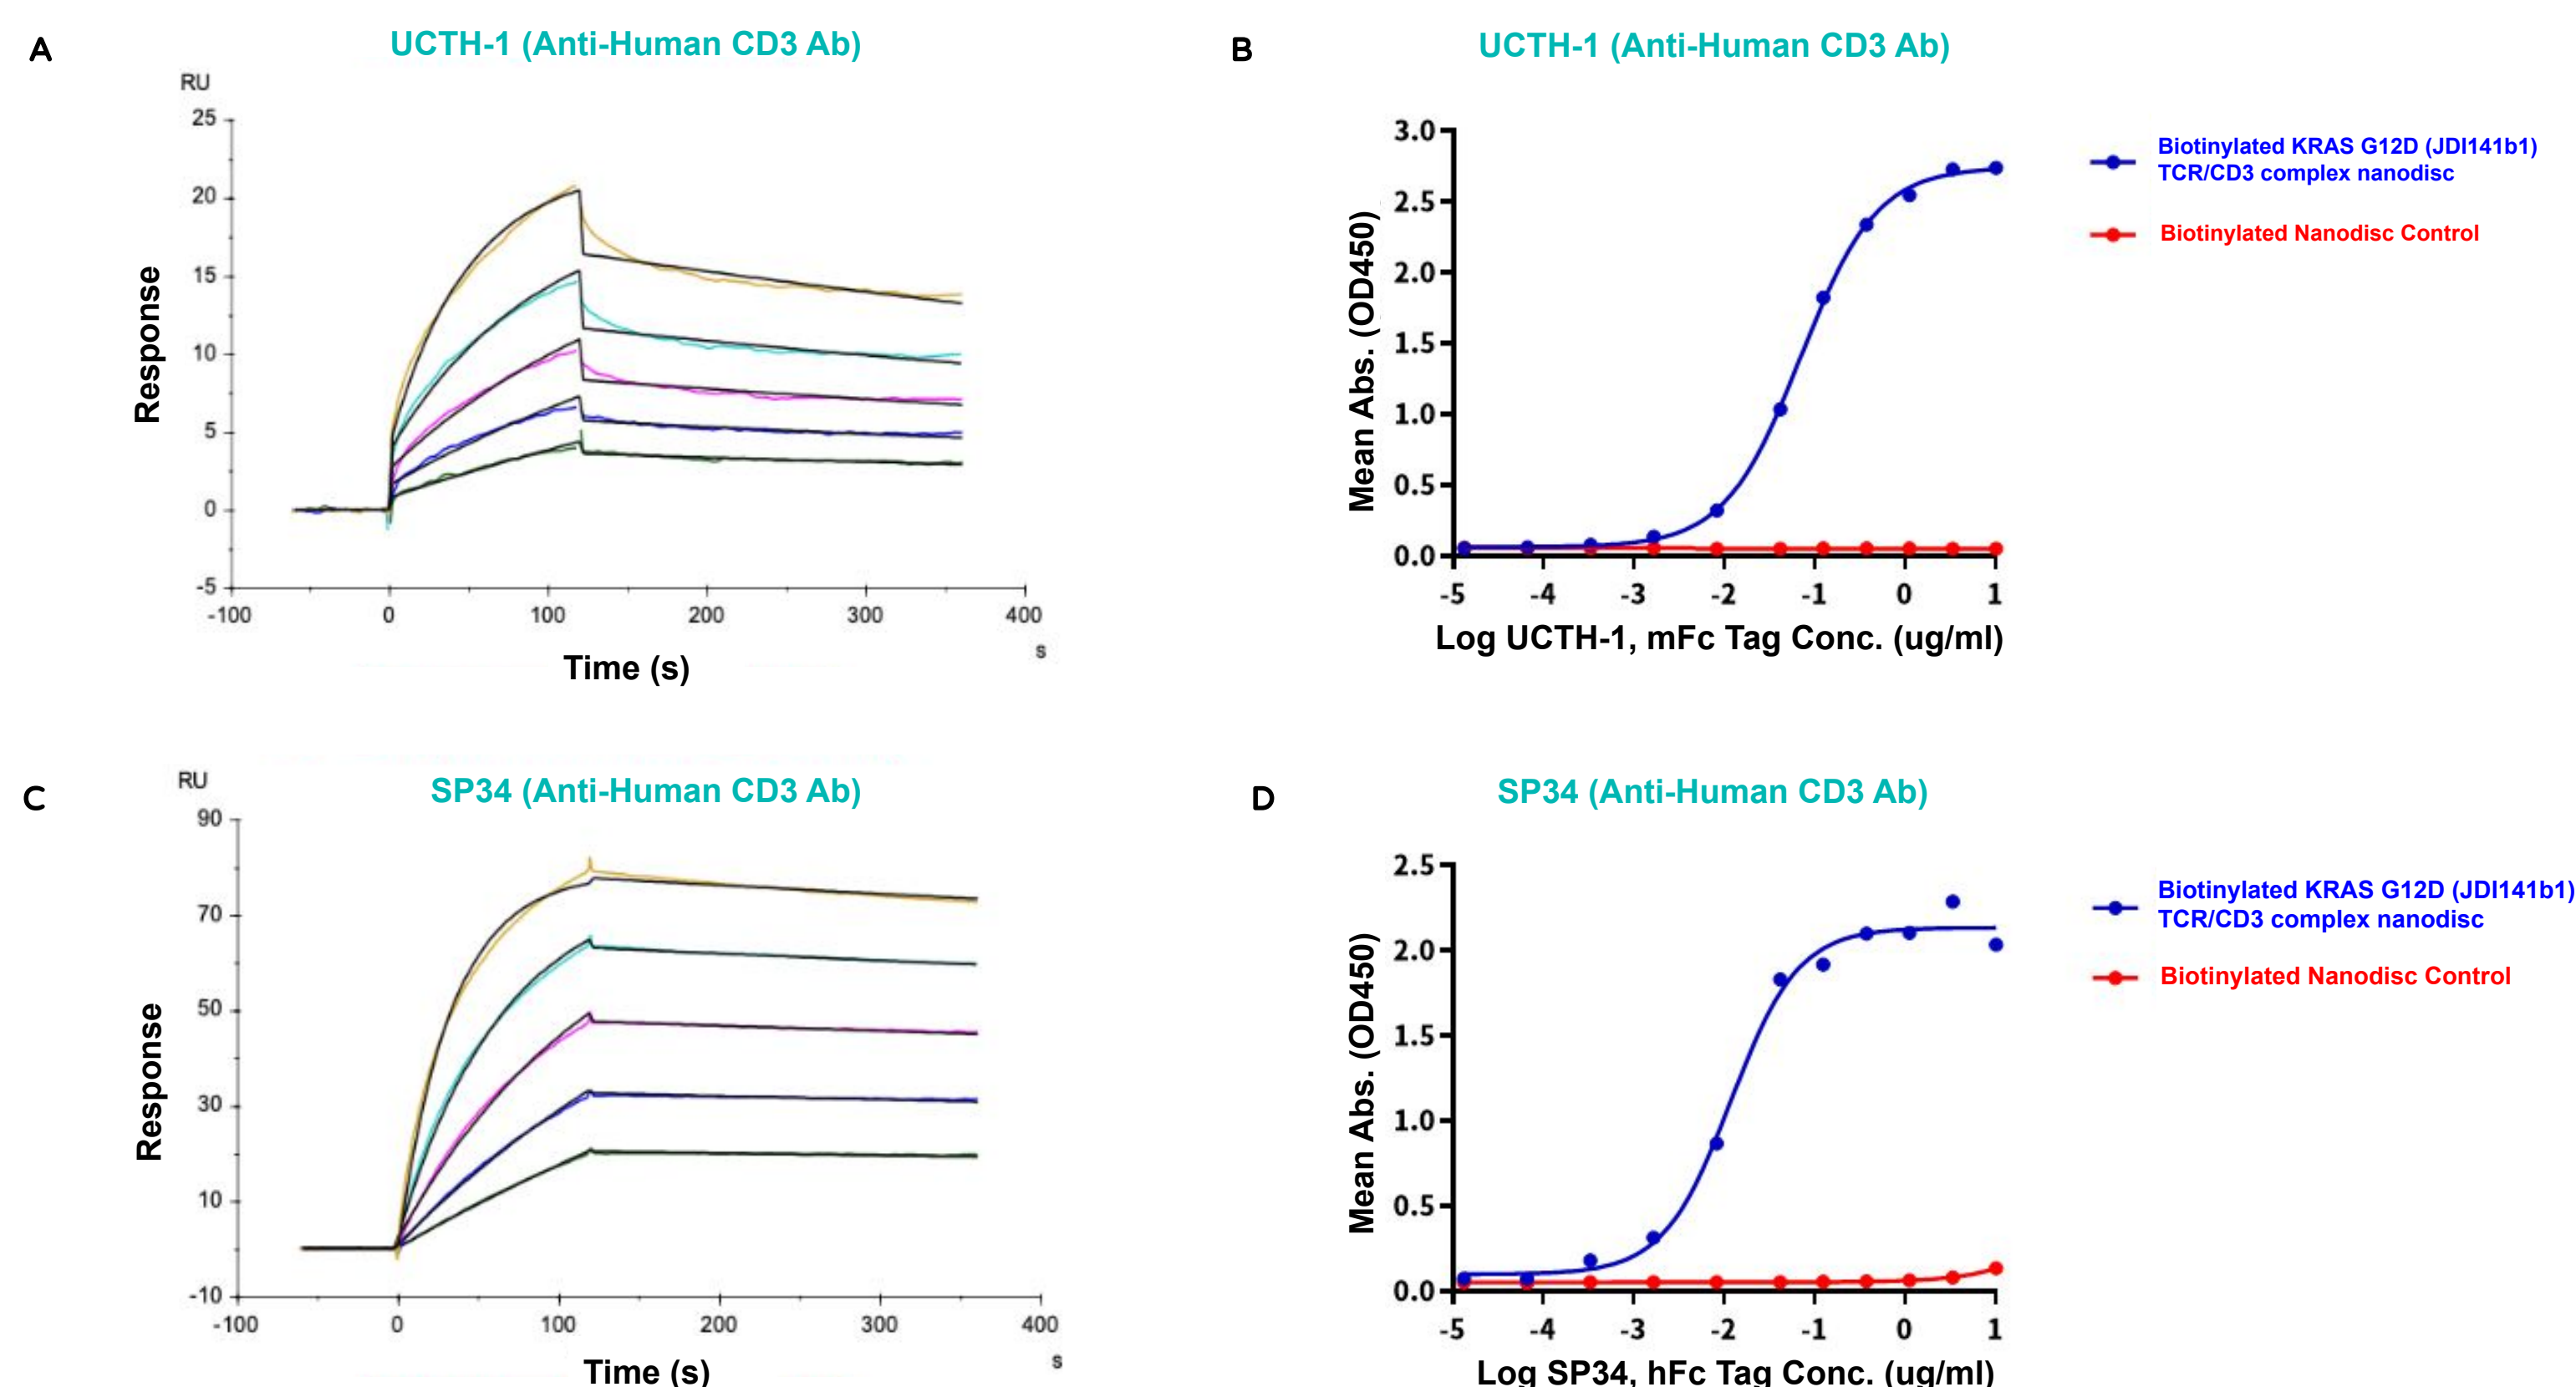 A
UCTH-1 (Anti-Human CD3 Ab)
RU
25
20
15
10
5
0
-5
-100
0
100
200
300
400
s
Response
Time (s)
B
UCTH-1 (Anti-Human CD3 Ab)
3.0
2.5
2.0
1.5
1.0
0.5
0.0
-5
-4
-3
-2
-1
0
1
Mean Abs. (OD450)
Log UCTH-1, mFc Tag Conc. (ug/ml)
Biotinylated KRAS G12D (JDI141b1)
TCR/CD3 complex nanodisc
Biotinylated Nanodisc Control
C
SP34 (Anti-Human CD3 Ab)
RU
90
70
50
30
10
-10
-100
0
100
200
300
400
s
Response
Time (s)
D
SP34 (Anti-Human CD3 Ab)
2.5
2.0
1.5
1.0
0.5
0.0
-5
-4
-3
-2
-1
0
1
Mean Abs. (OD450)
Log SP34, hFc Tag Conc. (ug/ml)
Biotinylated KRAS G12D (JDI141b1)
TCR/CD3 complex nanodisc
Biotinylated Nanodisc Control